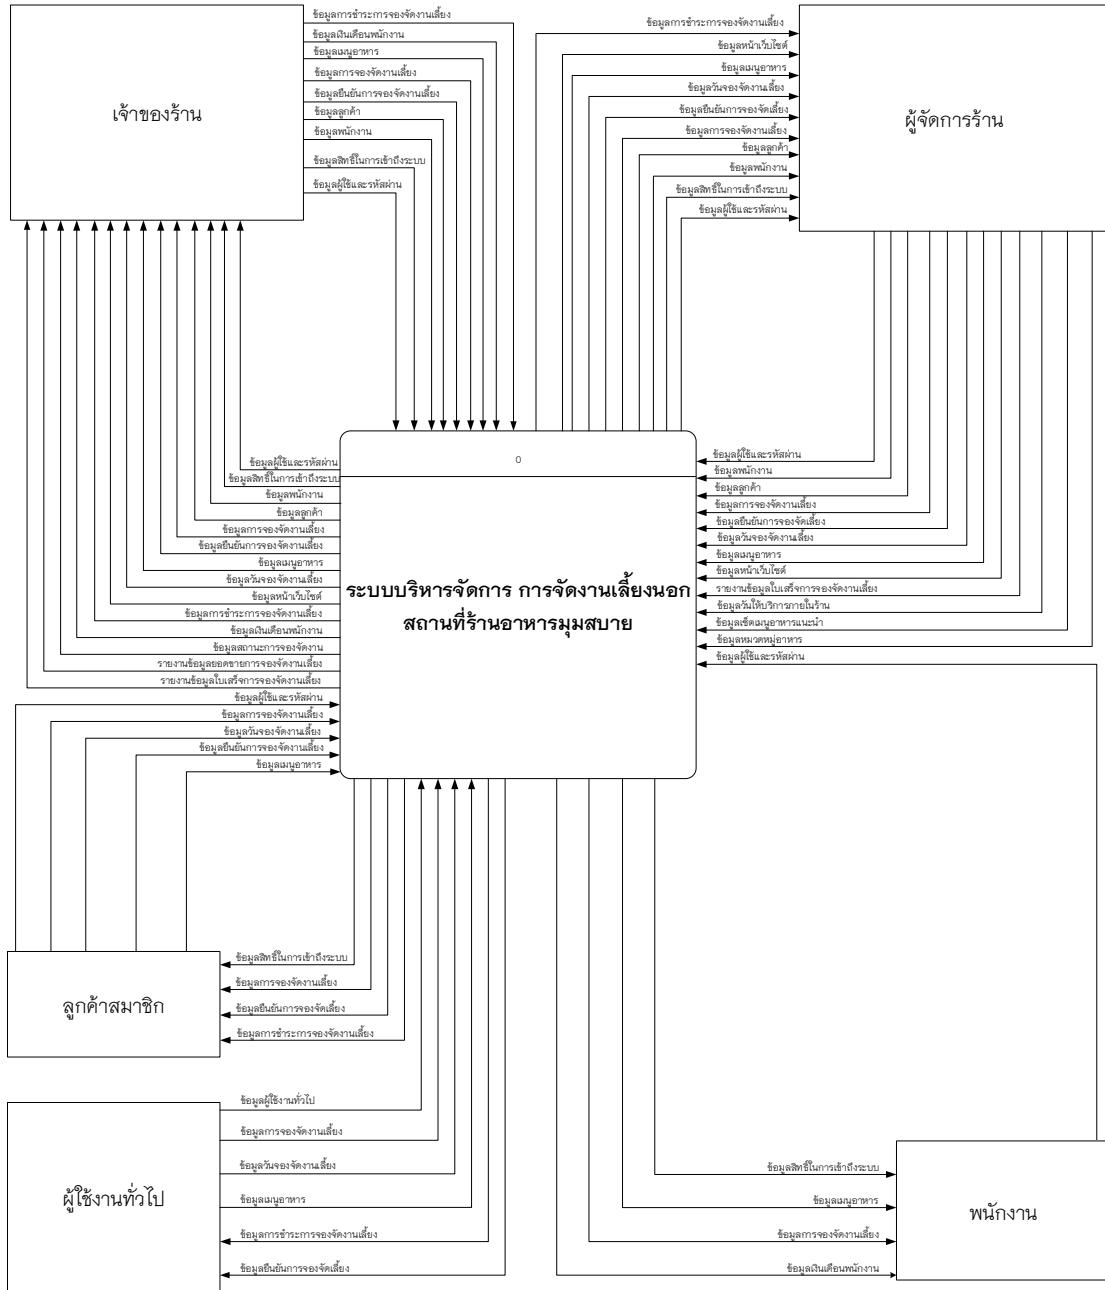 เจ้าของร้าน
ข้อมูลการชำระการจองจัดงานเลี้ยง
ข้อมูลเงินเดือนพนักงาน
ข้อมูลเมนูอาหาร
ข้อมูลการจองจัดงานเลี้ยง
ข้อมูลยืนยันการจองจัดงานเลี้ยง
ข้อมูลลูกค้า
ข้อมูลพนักงาน
ข้อมูลสิทธิ์ในการเข้าถึงระบบ
ข้อมูลผู้ใช้และรหัสผ่าน
ข้อมูลการชำระการจองจัดงานเลี้ยง
ข้อมูลหน้าเว็บไซต์
ข้อมูลเมนูอาหาร
ข้อมูลวันจองจัดงานเลี้ยง
ข้อมูลยืนยันการจองจัดเลี้ยง
ข้อมูลการจองจัดงานเลี้ยง
ข้อมูลลูกค้า
ข้อมูลพนักงาน
ข้อมูลสิทธิ์ในการเข้าถึงระบบ
ข้อมูลผู้ใช้และรหัสผ่าน
ผู้จัดการร้าน
0
ระบบบริหารจัดการ การจัดงานเลี้ยงนอก
สถานที่ร้านอาหารมุมสบาย
ข้อมูลผู้ใช้และรหัสผ่าน
ข้อมูลสิทธิ์ในการเข้าถึงระบบ
ข้อมูลพนักงาน
ข้อมูลลูกค้า
ข้อมูลการจองจัดงานเลี้ยง
ข้อมูลยืนยันการจองจัดงานเลี้ยง
ข้อมูลเมนูอาหาร
ข้อมูลวันจองจัดงานเลี้ยง
ข้อมูลหน้าเว็บไซต์
ข้อมูลการชำระการจองจัดงานเลี้ยง
ข้อมูลเงินเดือนพนักงาน
ข้อมูลสถานะการจองจัดงาน
รายงานข้อมูลยอดขายการจองจัดงานเลี้ยง
รายงานข้อมูลใบเสร็จการจองจัดงานเลี้ยง
ข้อมูลผู้ใช้และรหัสผ่าน
ข้อมูลการจองจัดงานเลี้ยง
ข้อมูลวันจองจัดงานเลี้ยง
ข้อมูลยืนยันการจองจัดงานเลี้ยง
ข้อมูลเมนูอาหาร
ข้อมูลผู้ใช้และรหัสผ่าน
ข้อมูลพนักงาน
ข้อมูลลูกค้า
ข้อมูลการจองจัดงานเลี้ยง
ข้อมูลยืนยันการจองจัดเลี้ยง
ข้อมูลวันจองจัดงานเลี้ยง
ข้อมูลเมนูอาหาร
ข้อมูลหน้าเว็บไซต์
รายงานข้อมูลใบเสร็จการจองจัดงานเลี้ยง
ข้อมูลวันให้บริการภายในร้าน
ข้อมูลเซ็ตเมนูอาหารแนะนำ
ข้อมูลหมวดหมู่อาหาร
ข้อมูลผู้ใช้และรหัสผ่าน
ลูกค้าสมาชิก
ข้อมูลสิทธิ์ในการเข้าถึงระบบ
ข้อมูลการจองจัดงานเลี้ยง
ข้อมูลยืนยันการจองจัดเลี้ยง
ข้อมูลการชำระการจองจัดงานเลี้ยง
ผู้ใช้งานทั่วไป
ข้อมูลผู้ใช้งานทั่วไป
ข้อมูลการจองจัดงานเลี้ยง
ข้อมูลวันจองจัดงานเลี้ยง
ข้อมูลเมนูอาหาร
ข้อมูลการชำระการจองจัดงานเลี้ยง
ข้อมูลยืนยันการจองจัดเลี้ยง
ข้อมูลสิทธิ์ในการเข้าถึงระบบ
ข้อมูลเมนูอาหาร
ข้อมูลการจองจัดงานเลี้ยง
ข้อมูลเงินเดือนพนักงาน
พนักงาน